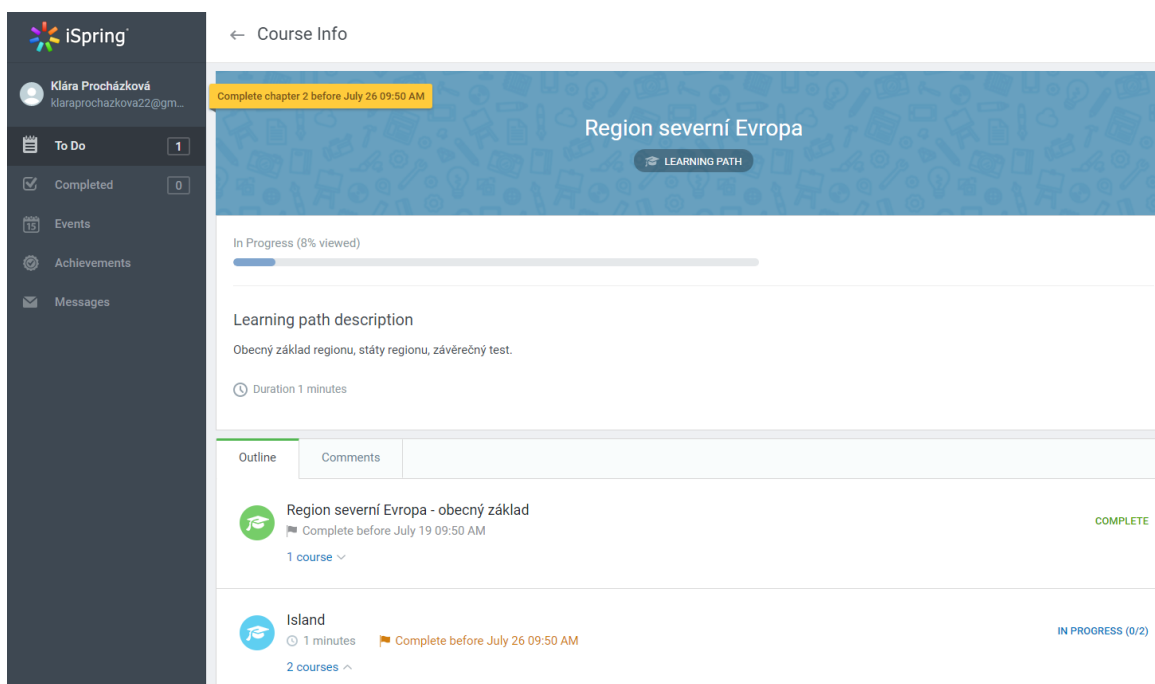 iSpring
← Course Info
Klára Procházková
klaraprochazkova22@gm...
To Do 1
Completed 0
15 Events
Achievements
Messages
Complete chapter 2 before July 26 09:50 AM
Region severní Evropa
LEARNING PATH
In Progress (8% viewed)
Learning path description
Obecný základ regionu, státy regionu, závěrečný test.
Duration 1 minutes
Outline Comments
Region severní Evropa - obecný základ
Complete before July 19 09:50 AM
COMPLETE
1 course
Island
1 minutes Complete before July 26 09:50 AM
IN PROGRESS (0/2)
2 courses